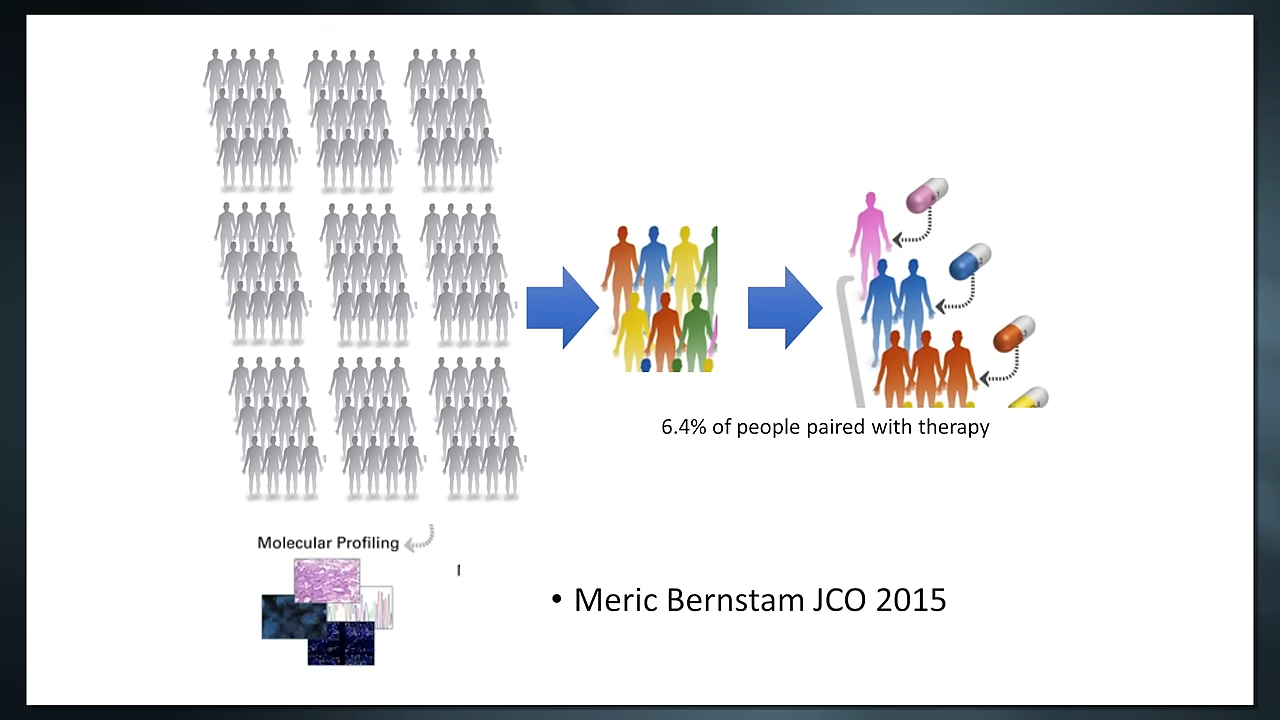 6.4% of people paired with therapy
Molecular Profiling
• Meric Bernstam JCO 2015